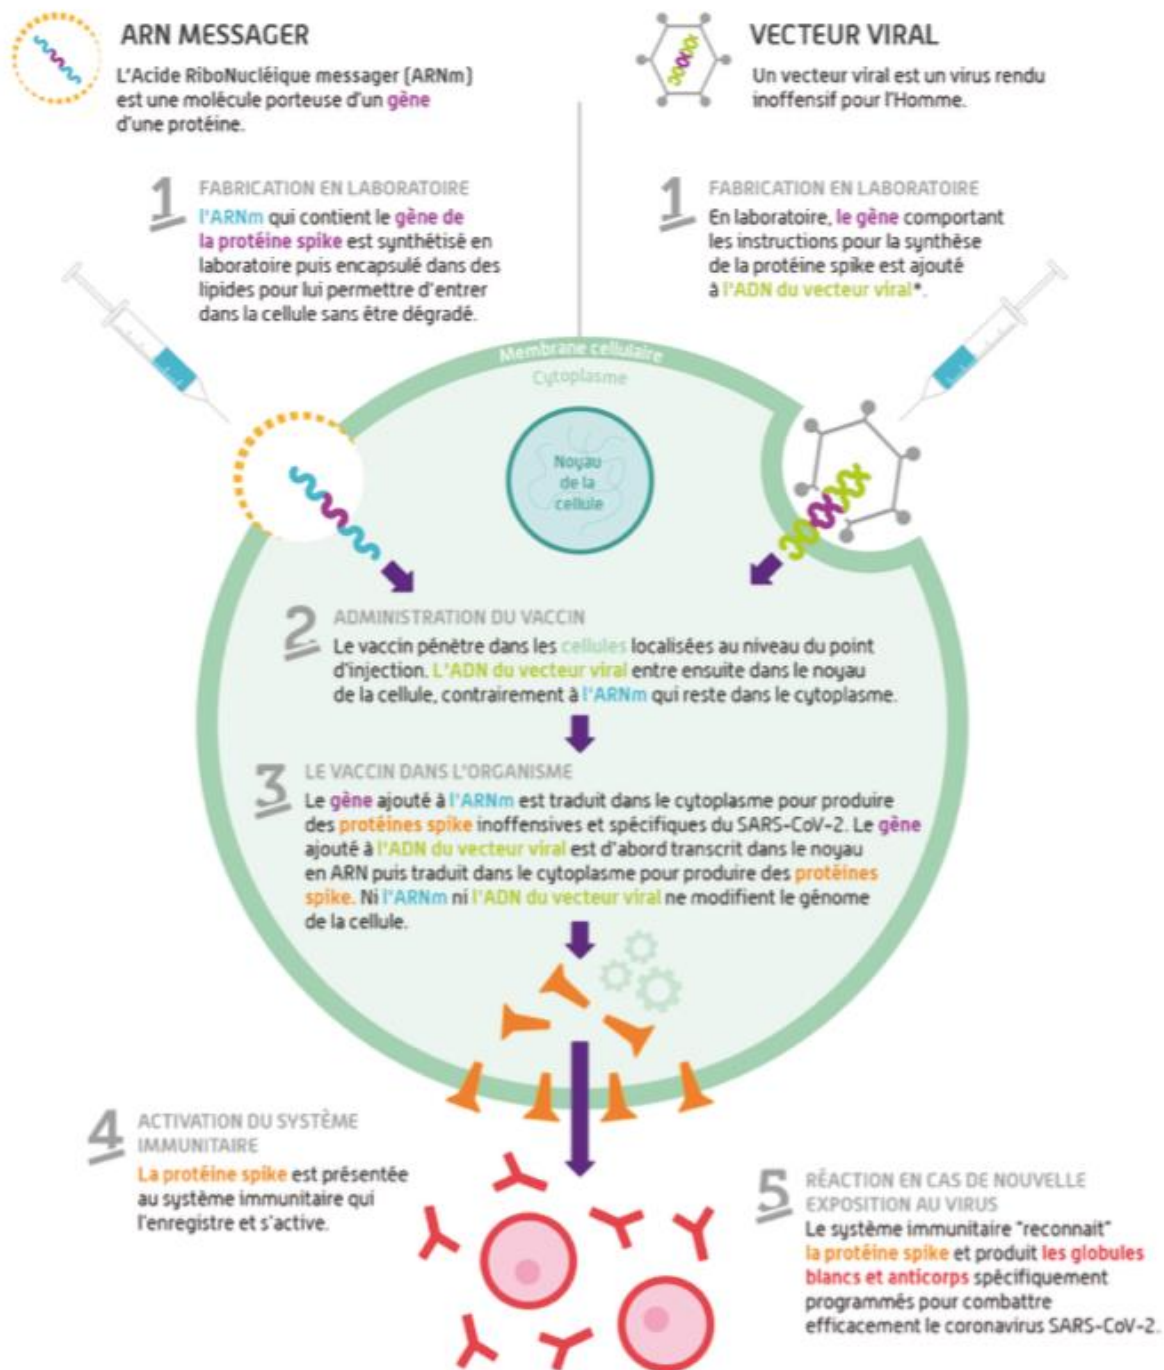 ARN MESSAGER
L'Acide RiboNucléique messager (ARNm)
est une molécule porteuse d'un gène
d'une protéine.
VECTEUR VIRAL
Un vecteur viral est un virus rendu
inoffensif pour l'Homme.
1 FABRICATION EN LABORATOIRE
l'ARNm qui contient le gène de
la protéine spike est synthétisé en
laboratoire puis encapsulé dans des
lipides pour lui permettre d'entrer
dans la cellule sans être dégradé.
1 FABRICATION EN LABORATOIRE
En laboratoire, le gène comportant
les instructions pour la synthèse
de la protéine spike est ajouté
à l'ADN du vecteur viral*.
Membrane cellulaire
Cytoplasme
Noyau
de la
cellule
2 ADMINISTRATION DU VACCIN
Le vaccin pénètre dans les cellules localisées au niveau du point
d'injection. L'ADN du vecteur viral entre ensuite dans le noyau
de la cellule, contrairement à l'ARNm qui reste dans le cytoplasme.
3 LE VACCIN DANS L'ORGANISME
Le gène ajouté à l'ARNm est traduit dans le cytoplasme pour produire
des protéines spike inoffensives et spécifiques du SARS-CoV-2. Le gène
ajouté à l'ADN du vecteur viral est d'abord transcrit dans le noyau
en ARN puis traduit dans le cytoplasme pour produire des protéines
spike. Ni l'ARNm ni l'ADN du vecteur viral ne modifient le génome
de la cellule.
4 ACTIVATION DU SYSTÈME
IMMUNITAIRE
La protéine spike est présentée
au système immunitaire qui
l'enregistre et s'active.
5 RÉACTION EN CAS DE NOUVELLE
EXPOSITION AU VIRUS
Le système immunitaire "reconnait"
la protéine spike et produit les globules
blancs et anticorps spécifiquement
programmés pour combattre
efficacement le coronavirus SARS-CoV-2.